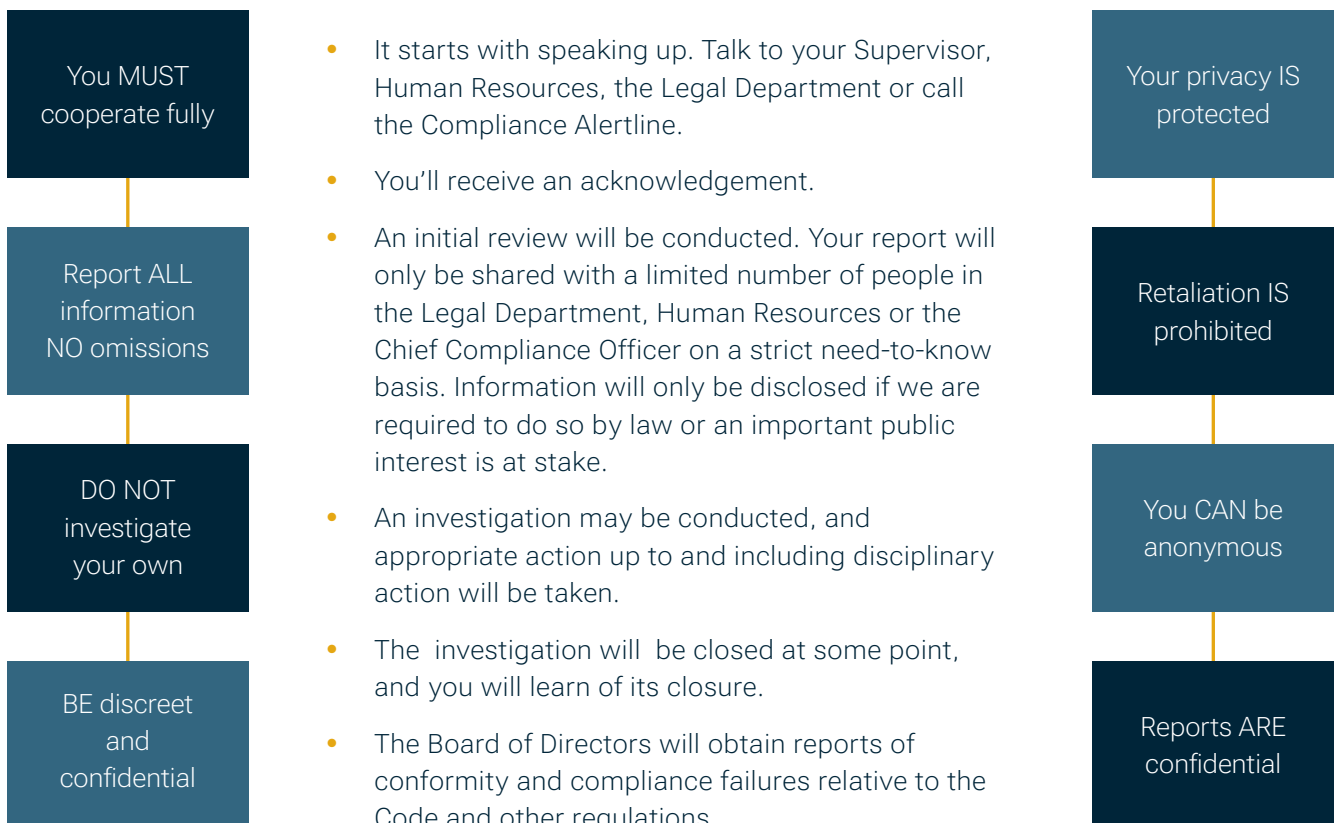 You MUST
cooperate fully
Report ALL
information
NO omissions
DO NOT
investigate
your own
BE discreet
and
confidential
• It starts with speaking up. Talk to your Supervisor,
Human Resources, the Legal Department or call
the Compliance Alertline.
• You'll receive an acknowledgement.
• An initial review will be conducted. Your report will
only be shared with a limited number of people in
the Legal Department, Human Resources or the
Chief Compliance Officer on a strict need-to-know
basis. Information will only be disclosed if we are
required to do so by law or an important public
interest is at stake.
• An investigation may be conducted, and
appropriate action up to and including disciplinary
action will be taken.
• The investigation will be closed at some point,
and you will learn of its closure.
• The Board of Directors will obtain reports of
conformity and compliance failures relative to the
Code and other regulations
Your privacy IS
protected
Retaliation IS
prohibited
You CAN be
anonymous
Reports ARE
confidential